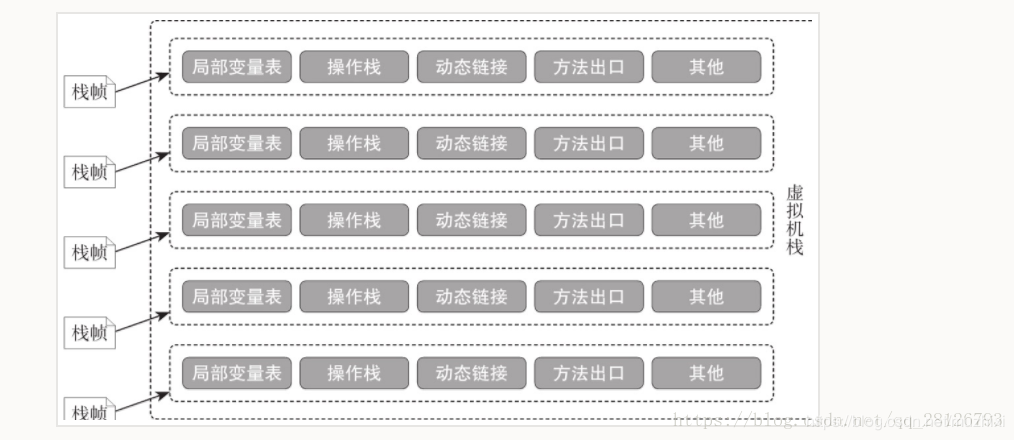 栈帧 局部变量表 操作栈 动态链接 方法出口 其他
栈帧 局部变量表 操作栈 动态链接 方法出口 其他
栈帧 局部变量表 操作栈 动态链接 方法出口 其他
虚拟机栈
栈帧 局部变量表 操作栈 动态链接 方法出口 其他
栈帧 局部变量表 操作栈 动态链接 方法出口 其他
https://blog.csdn.net/qq_28126793